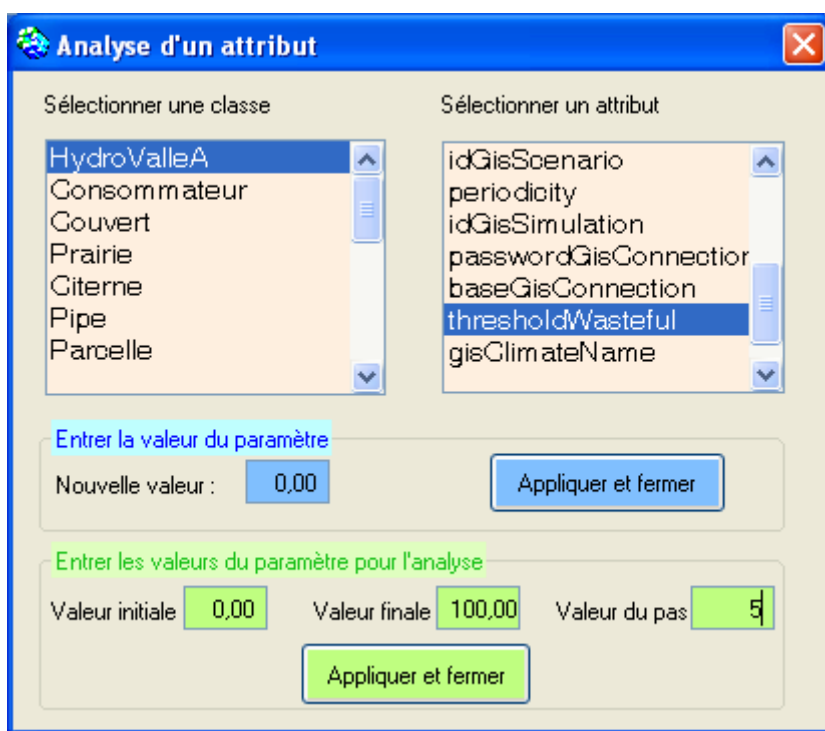 Analyse d'un attribut
Sélectionner une classe
Sélectionner un attribut
HydroValleA
Consommateur
Couvert
Prairie
Citerne
Pipe
Parcelle
idGisScenario
periodicity
idGisSimulation
passwordGisConnection
baseGisConnection
thresholdWasteful
gisClimateName
Entrer la valeur du paramètre
Nouvelle valeur : 0,00 Appliquer et fermer
Entrer les valeurs du paramètre pour l'analyse
Valeur initiale 0,00 Valeur finale 100,00 Valeur du pas 5
Appliquer et fermer